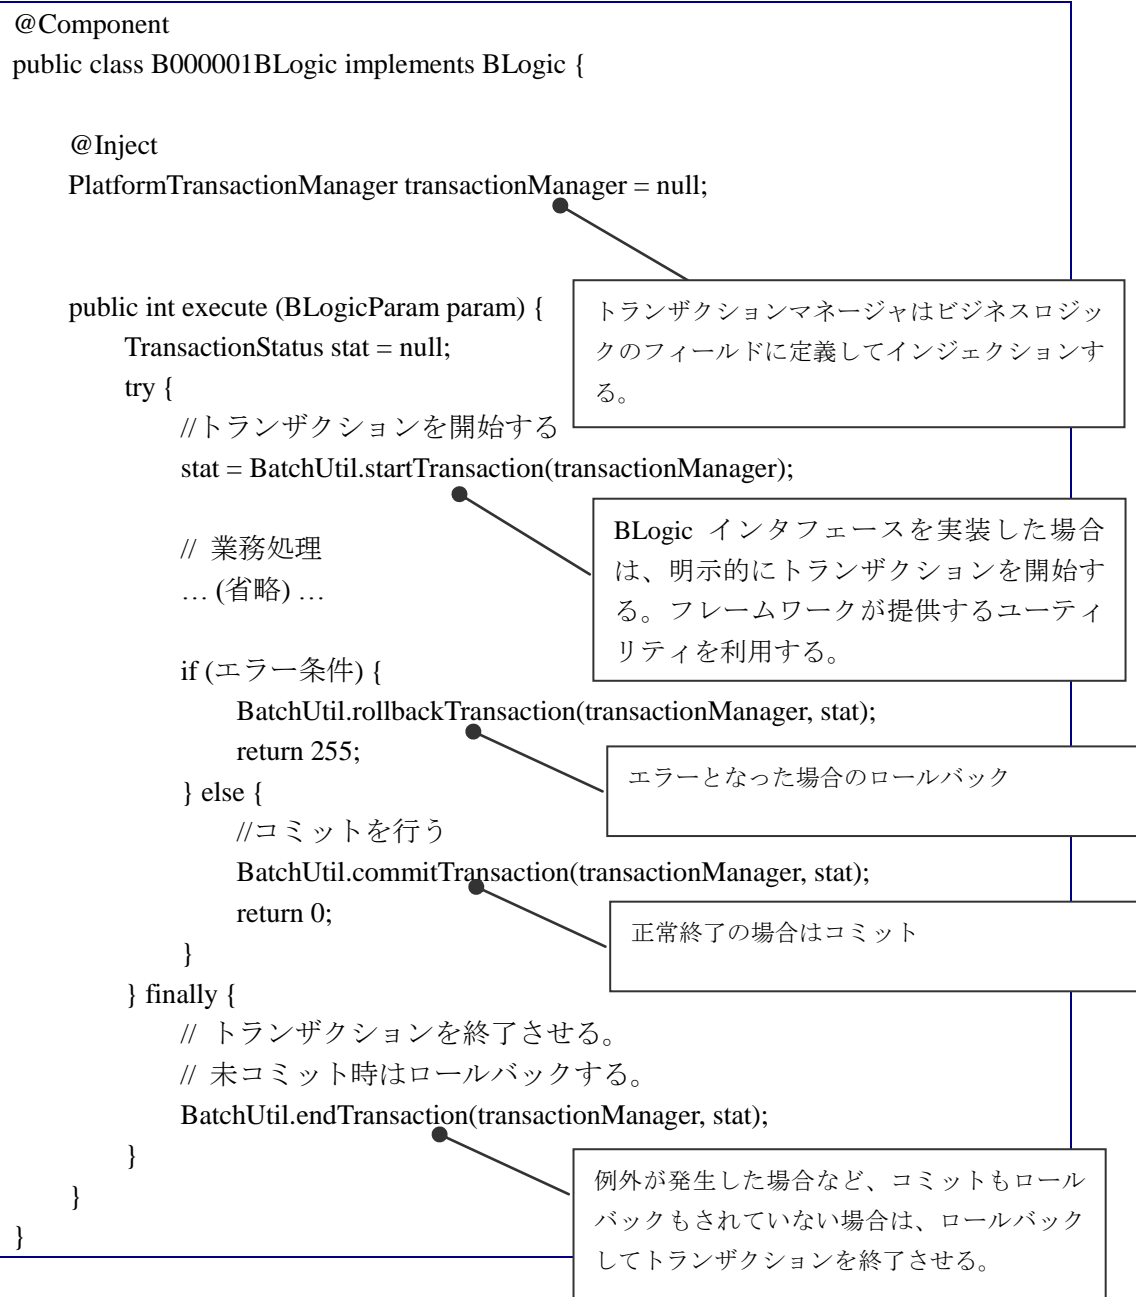 @Component
public class B000001BLogic implements BLogic {
@Inject
PlatformTransactionManager transactionManager = null;
トランザクションマネージャはビジネスロジッ
クのフィールドに定義してインジェクションす
る。
public int execute (BLogicParam param) {
TransactionStatus stat = null;
try {
//トランザクションを開始する
stat = BatchUtil.startTransaction(transactionManager);
BLogic インタフェースを実装した場合
は、明示的にトランザクションを開始す
る。フレームワークが提供するユーティ
リティを利用する。
// 業務処理
… (省略) …
if (エラー条件) {
BatchUtil.rollbackTransaction(transactionManager, stat);
return 255;
エラーとなった場合のロールバック
} else {
//コミットを行う
BatchUtil.commitTransaction(transactionManager, stat);
return 0;
正常終了の場合はコミット
}
} finally {
// トランザクションを終了させる。
// 未コミット時はロールバックする。
BatchUtil.endTransaction(transactionManager, stat);
例外が発生した場合など、コミットもロール
バックもされていない場合は、ロールバック
してトランザクションを終了させる。
}
}
}